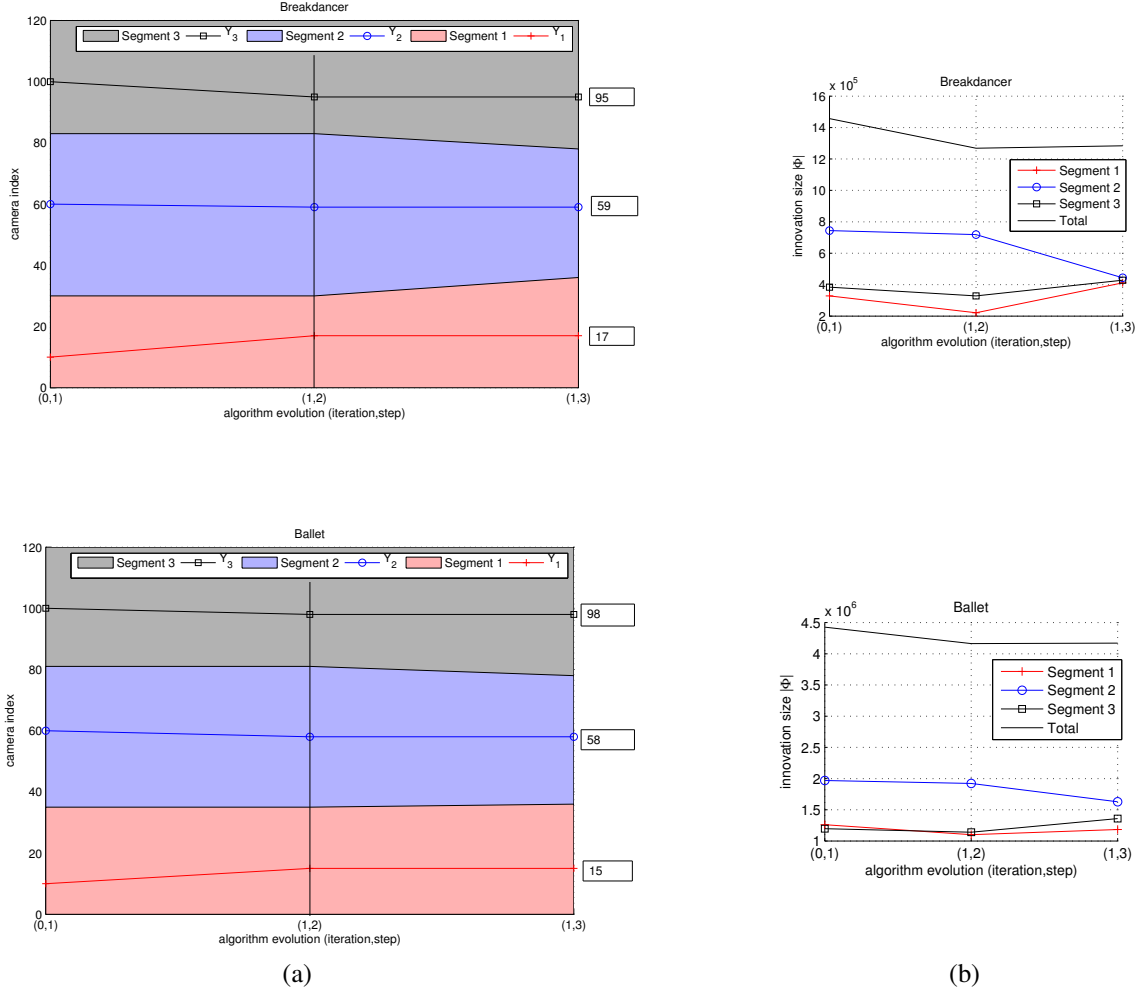 Breakdancer
120
100
80
60
40
20
0
camera index
Segment 3 Y3 Segment 2 Y2 Segment 1 Y1
95
59
17
(0,1) (1,2) (1,3)
algorithm evolution (iteration,step)
x 10^5
Breakdancer
16
14
12
10
8
6
4
2
innovation size |Φ|
Segment 1
Segment 2
Segment 3
Total
(0,1) (1,2) (1,3)
algorithm evolution (iteration,step)
Ballet
120
100
80
60
40
20
0
camera index
Segment 3 Y3 Segment 2 Y2 Segment 1 Y1
98
58
15
(0,1) (1,2) (1,3)
algorithm evolution (iteration,step)
(a)
x 10^6
Ballet
4.5
4
3.5
3
2.5
2
1.5
1
innovation size |Φ|
Segment 1
Segment 2
Segment 3
Total
(0,1) (1,2) (1,3)
algorithm evolution (iteration,step)
(b)